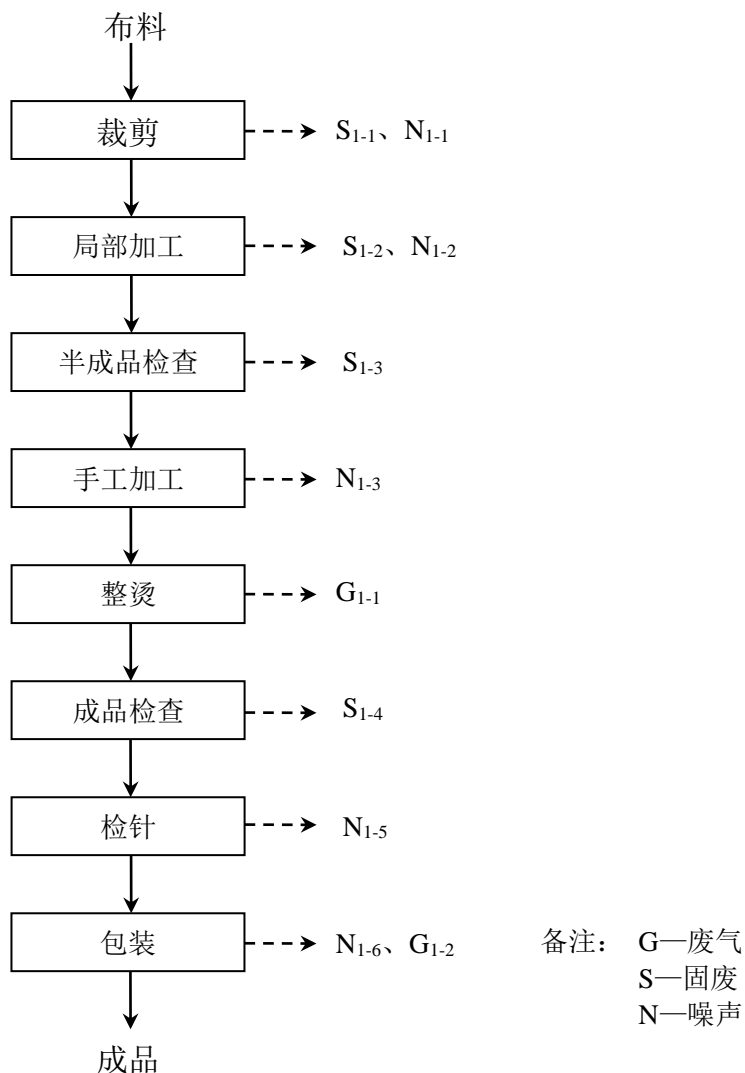 布料
裁剪
S1-1、N1-1
局部加工
S1-2、N1-2
半成品检查
S1-3
手工加工
N1-3
整烫
G1-1
成品检查
S1-4
检针
N1-5
包装
N1-6、G1-2
备注： G—废气
S—固废
N—噪声
成品